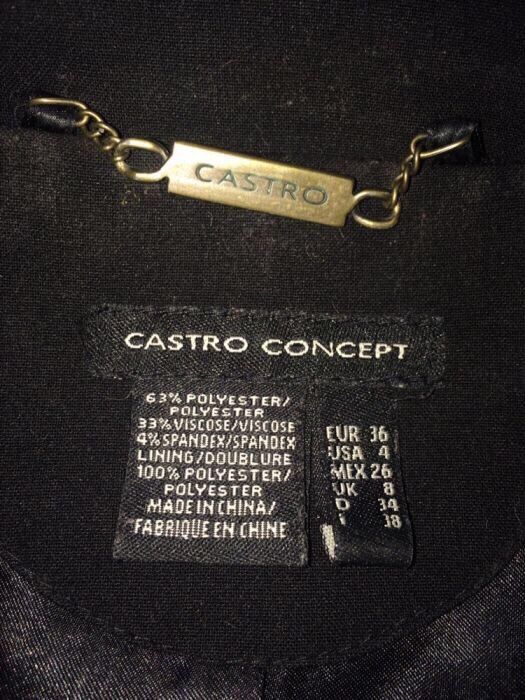 CASTRO
CASTRO CONCEPT
63% POLYESTER/
POLYESTER
33% VISCOSE/VISCOSE
4% SPANDEX/SPANDEX
LINING/DOUBLURE
100% POLYESTER/
POLYESTER
MADE IN CHINA/
FABRIQUE EN CHINE
EUR 36
USA 4
MEX 26
UK 8
D 34
I 38